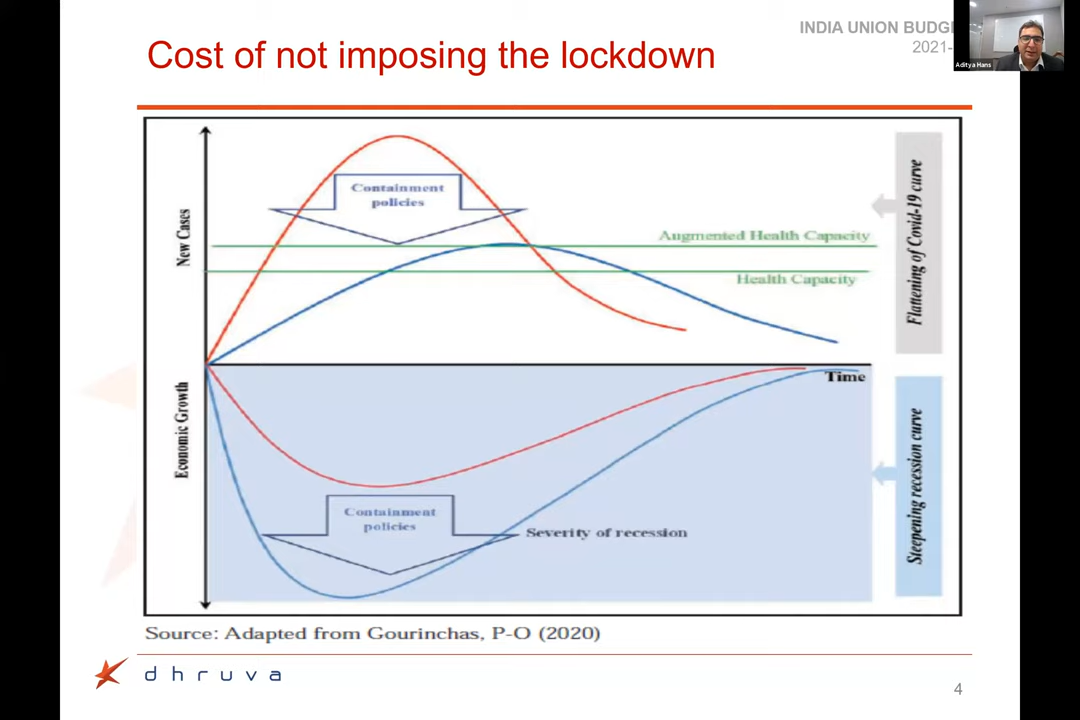 INDIA UNION BUDG
2021-
Aditya Hans
Cost of not imposing the lockdown
New Cases
Containment
policies
Augmented Health Capacity
Health Capacity
Flattening of Covid-19 curve
Time
Economic Growth
Containment
policies
Severity of recession
Steepening recession curve
Source: Adapted from Gourinchas, P-O (2020)
dhruva
4